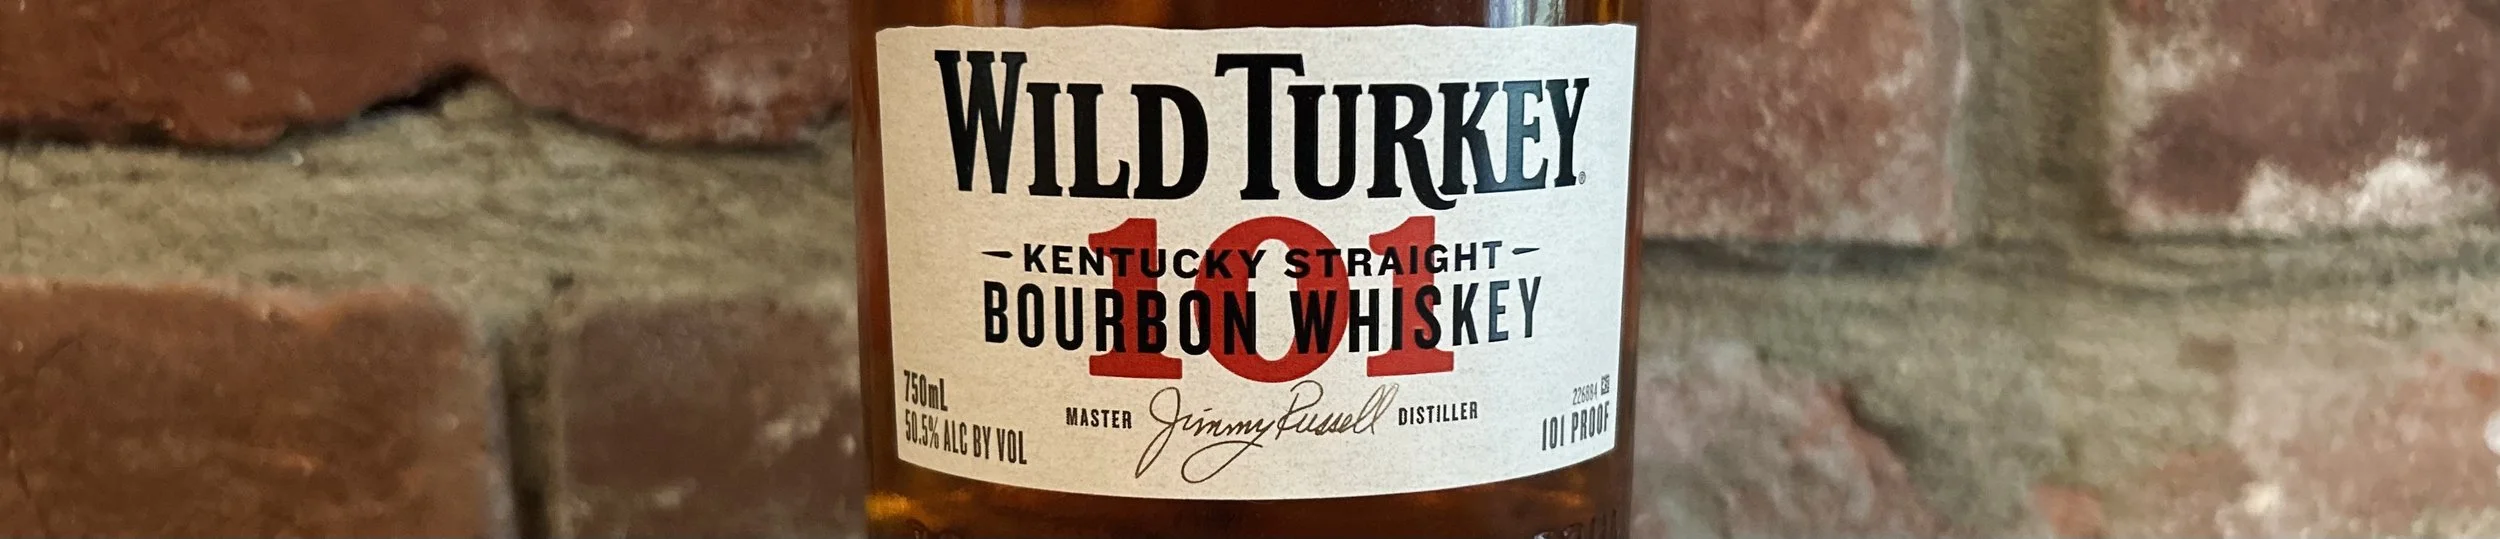 WILD TURKEY®
101
KENTUCKY STRAIGHT
BOURBON WHISKEY
750mL
50.5% ALC BY VOL
MASTER Jimmy Russell DISTILLER
226884
101 PROOF